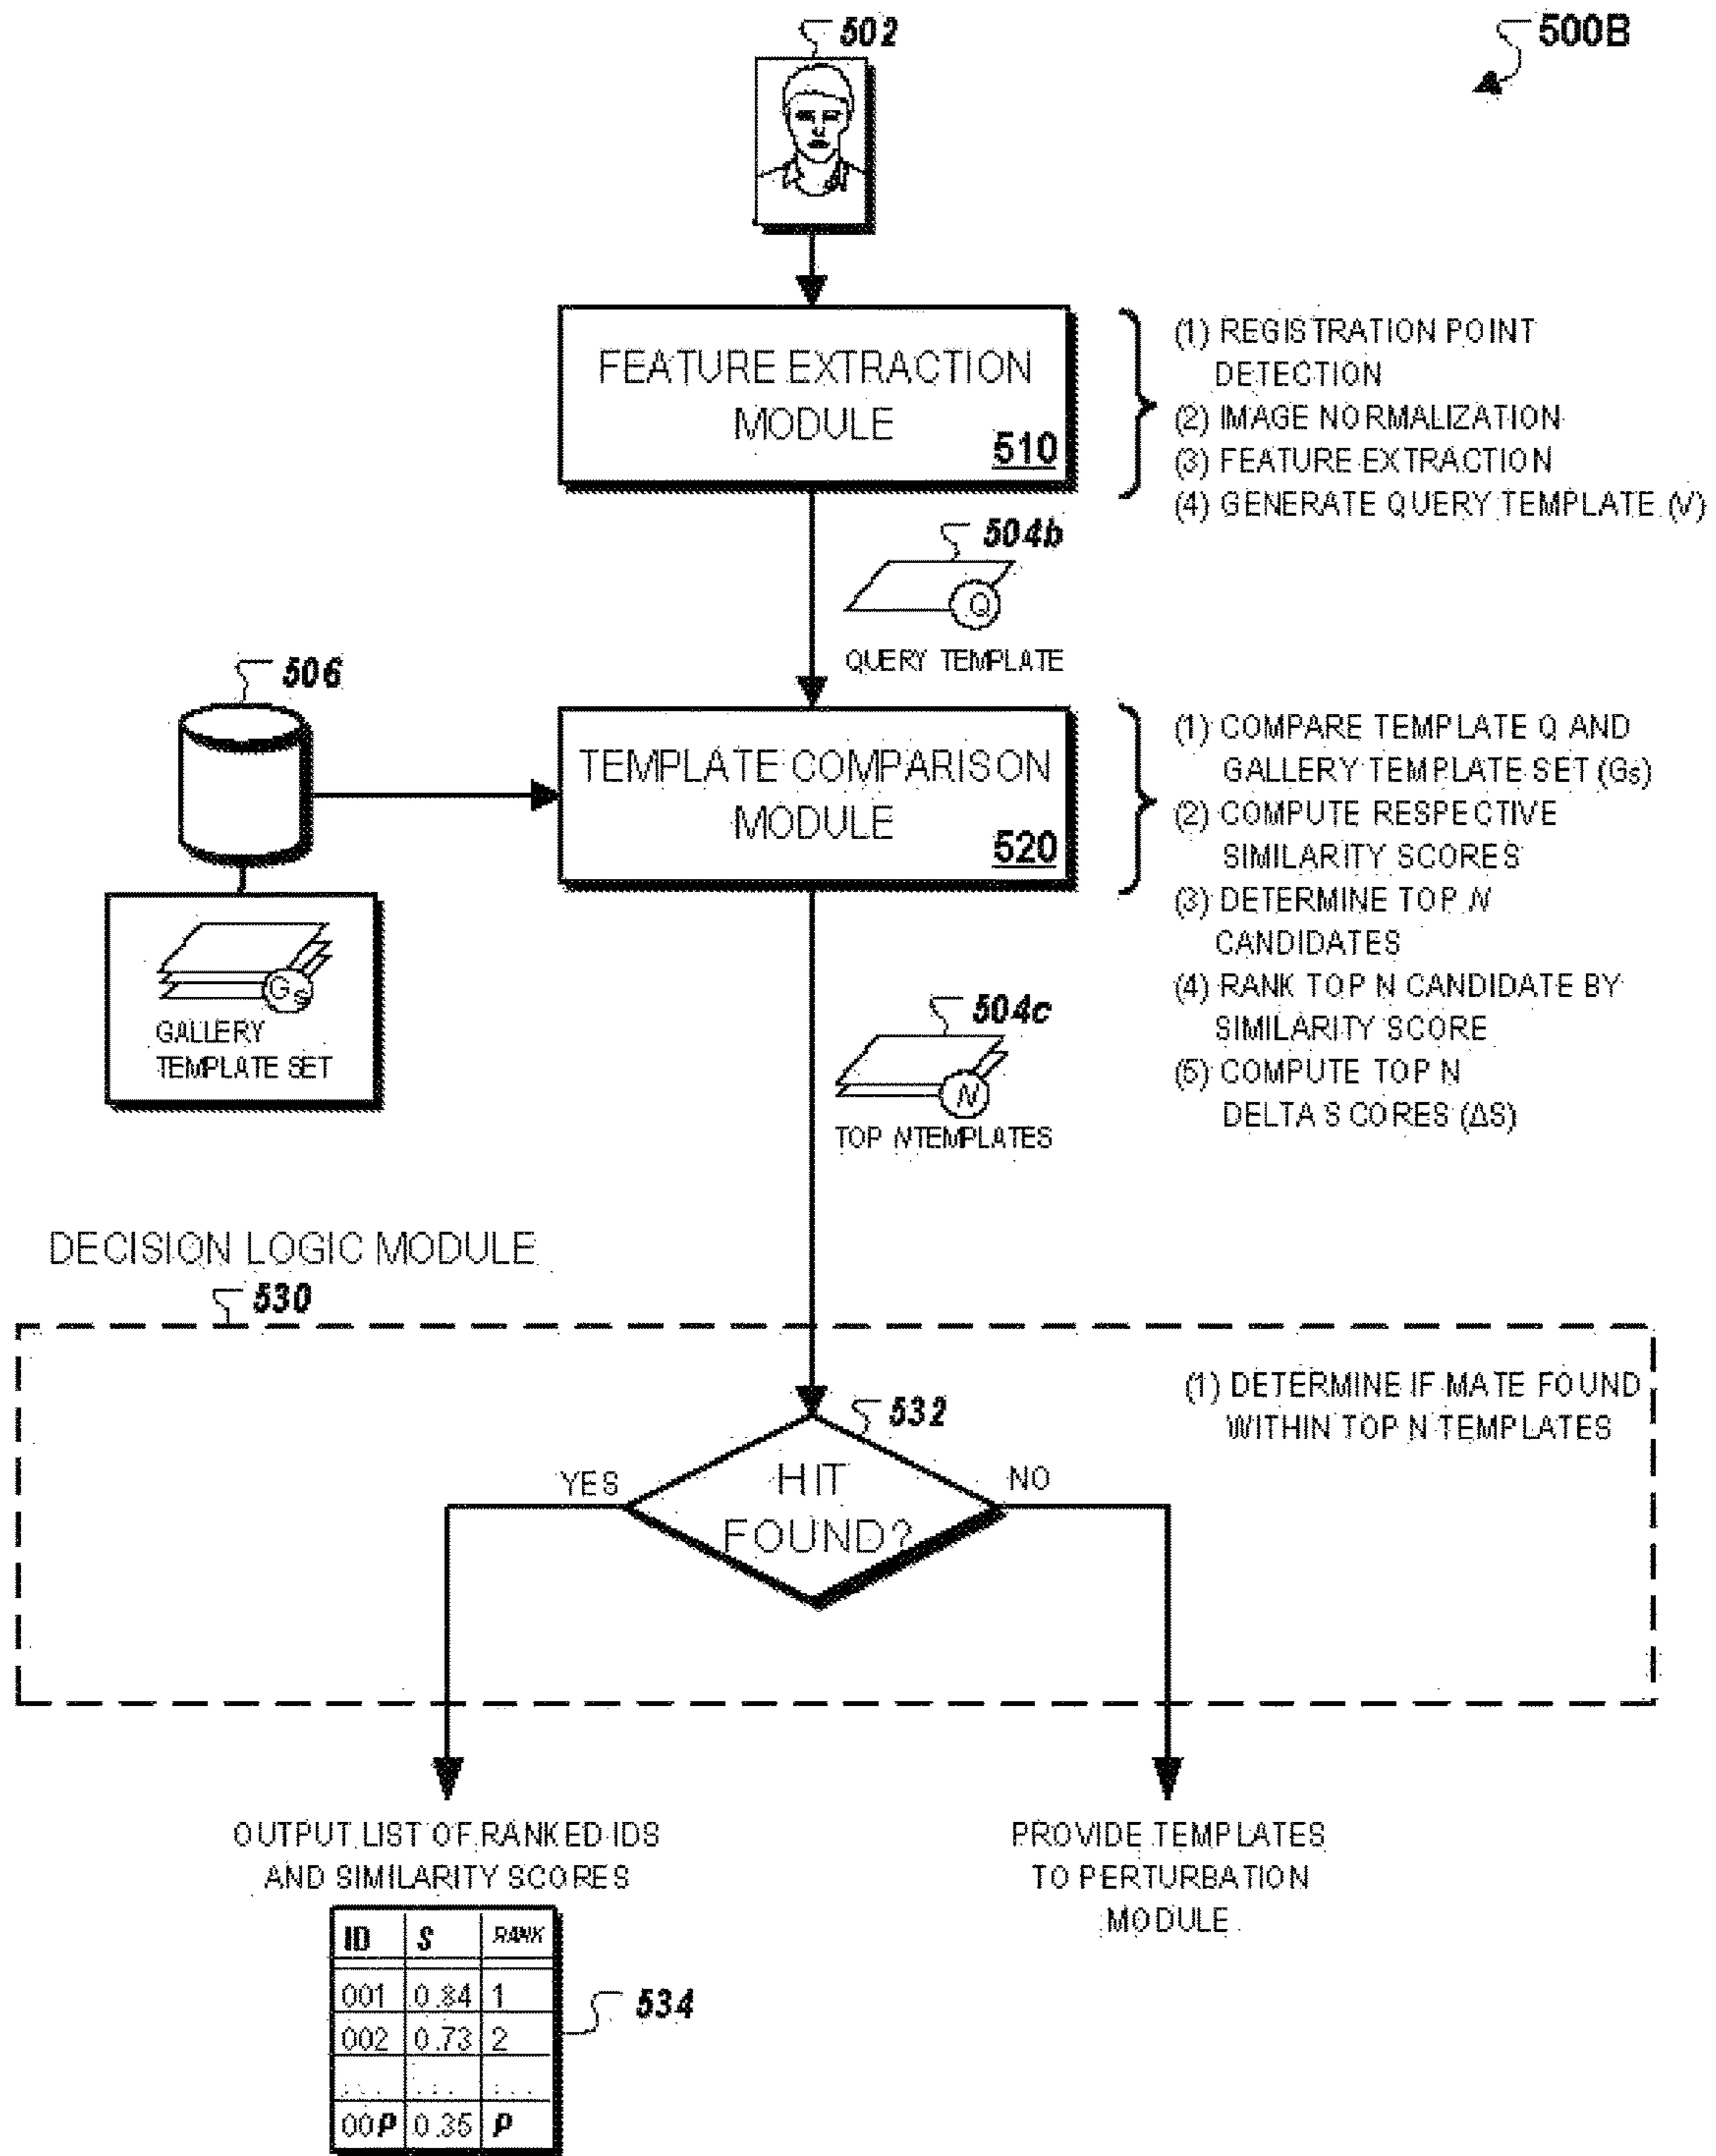 502
500B
FEATURE EXTRACTION
MODULE
510
(1) REGISTRATION POINT
DETECTION
(2) IMAGE NORMALIZATION
(3) FEATURE EXTRACTION
(4) GENERATE QUERY TEMPLATE (V)
504b
Q
QUERY TEMPLATE
506
TEMPLATE COMPARISON
MODULE
520
(1) COMPARE TEMPLATE Q AND
GALLERY TEMPLATE SET (GS)
(2) COMPUTE RESPECTIVE
SIMILARITY SCORES
(3) DETERMINE TOP N
CANDIDATES
(4) RANK TOP N CANDIDATE BY
SIMILARITY SCORE
(5) COMPUTE TOP N
DELTA SCORES (ΔS)
GS
GALLERY
TEMPLATE SET
504c
N
TOP N TEMPLATES
DECISION LOGIC MODULE
530
(1) DETERMINE IF MATE FOUND
WITHIN TOP N TEMPLATES
532
YES
HIT
FOUND?
NO
OUTPUT LIST OF RANKED IDS
AND SIMILARITY SCORES
PROVIDE TEMPLATES
TO PERTURBATION
MODULE
ID S RANK
001 0.84 1
002 0.73 2
... ... ...
00P 0.35 P
534